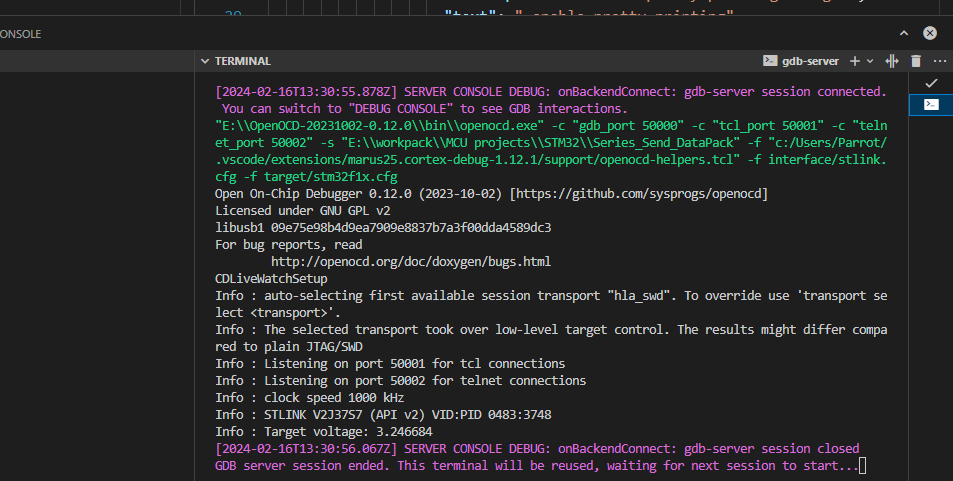 "text": "-enable-pretty-printing"
ONSOLE
TERMINAL
gdb-server
[2024-02-16T13:30:55.878Z] SERVER CONSOLE DEBUG: onBackendConnect: gdb-server session connected.
You can switch to "DEBUG CONSOLE" to see GDB interactions.
"E:\\OpenOCD-20231002-0.12.0\\bin\\openocd.exe" -c "gdb_port 50000" -c "tcl_port 50001" -c "teln
et_port 50002" -s "E:\\workpack\\MCU projects\\STM32\\Series_Send_DataPack" -f "c:/Users/Parrot/
.vscode/extensions/marus25.cortex-debug-1.12.1/support/openocd-helpers.tcl" -f interface/stlink.
cfg -f target/stm32f1x.cfg
Open On-Chip Debugger 0.12.0 (2023-10-02) [https://github.com/sysprogs/openocd]
Licensed under GNU GPL v2
libusb1 09e75e98b4d9ea7909e8837b7a3f00dda4589dc3
For bug reports, read
http://openocd.org/doc/doxygen/bugs.html
CDLiveWatchSetup
Info : auto-selecting first available session transport "hla_swd". To override use 'transport se
lect <transport>'.
Info : The selected transport took over low-level target control. The results might differ compa
red to plain JTAG/SWD
Info : Listening on port 50001 for tcl connections
Info : Listening on port 50002 for telnet connections
Info : clock speed 1000 kHz
Info : STLINK V2J37S7 (API v2) VID:PID 0483:3748
Info : Target voltage: 3.246684
[2024-02-16T13:30:56.067Z] SERVER CONSOLE DEBUG: onBackendConnect: gdb-server session closed
GDB server session ended. This terminal will be reused, waiting for next session to start...